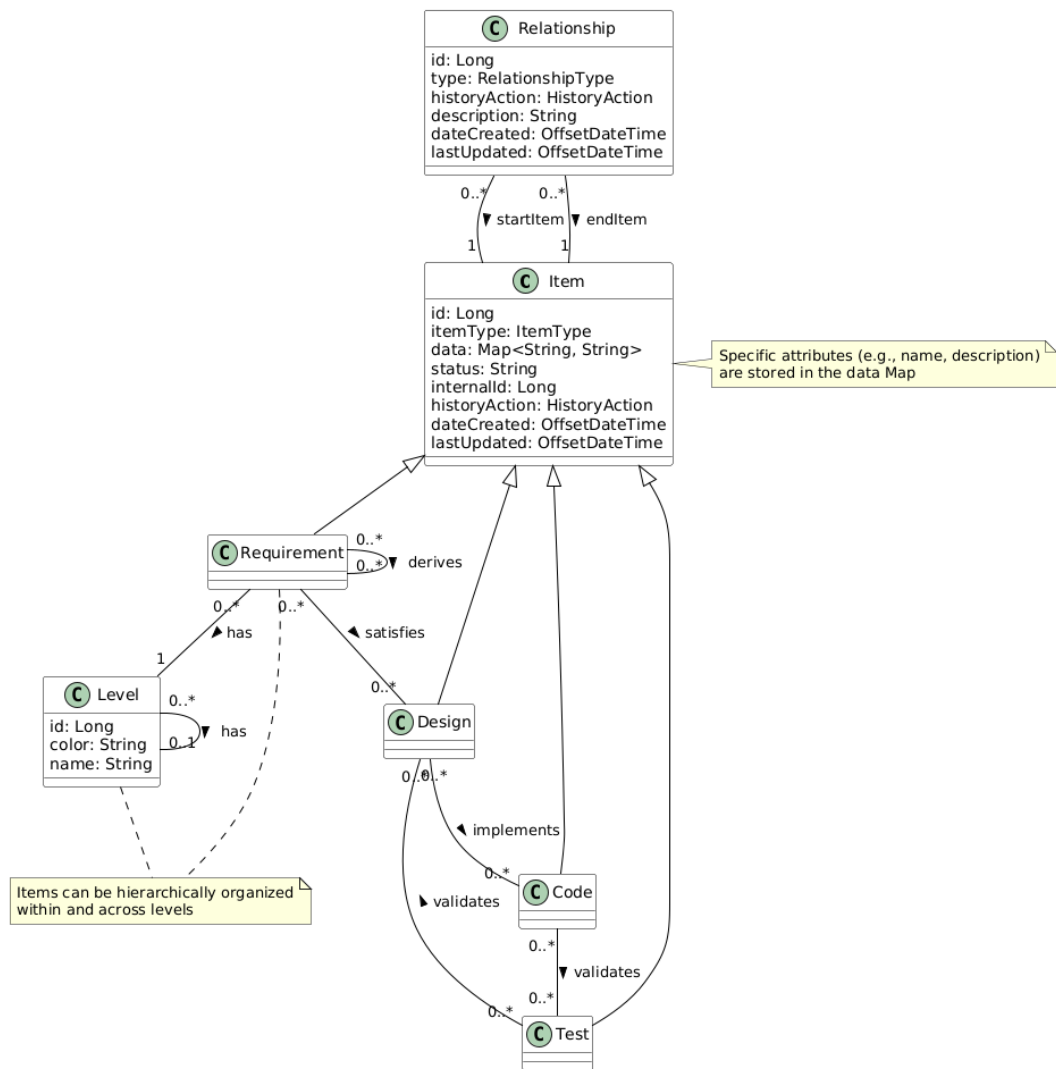 C Relationship
id: Long
type: RelationshipType
historyAction: HistoryAction
description: String
dateCreated: OffsetDateTime
lastUpdated: OffsetDateTime
0..* 0..*
startItem endItem
1 1
C Item
id: Long
itemType: ItemType
data: Map<String, String>
status: String
internalId: Long
historyAction: HistoryAction
dateCreated: OffsetDateTime
lastUpdated: OffsetDateTime
Specific attributes (e.g., name, description)
are stored in the data Map
C Requirement
0..*
derives
0..*
0..* 0..*
has satisfies
1 0..*
C Level
id: Long
color: String
name: String
0..*
has
0..1
C Design
0..* 0..*
implements
0..*
Items can be hierarchically organized
within and across levels
C Code
validates
0..*
0..*
validates
0..*
C Test